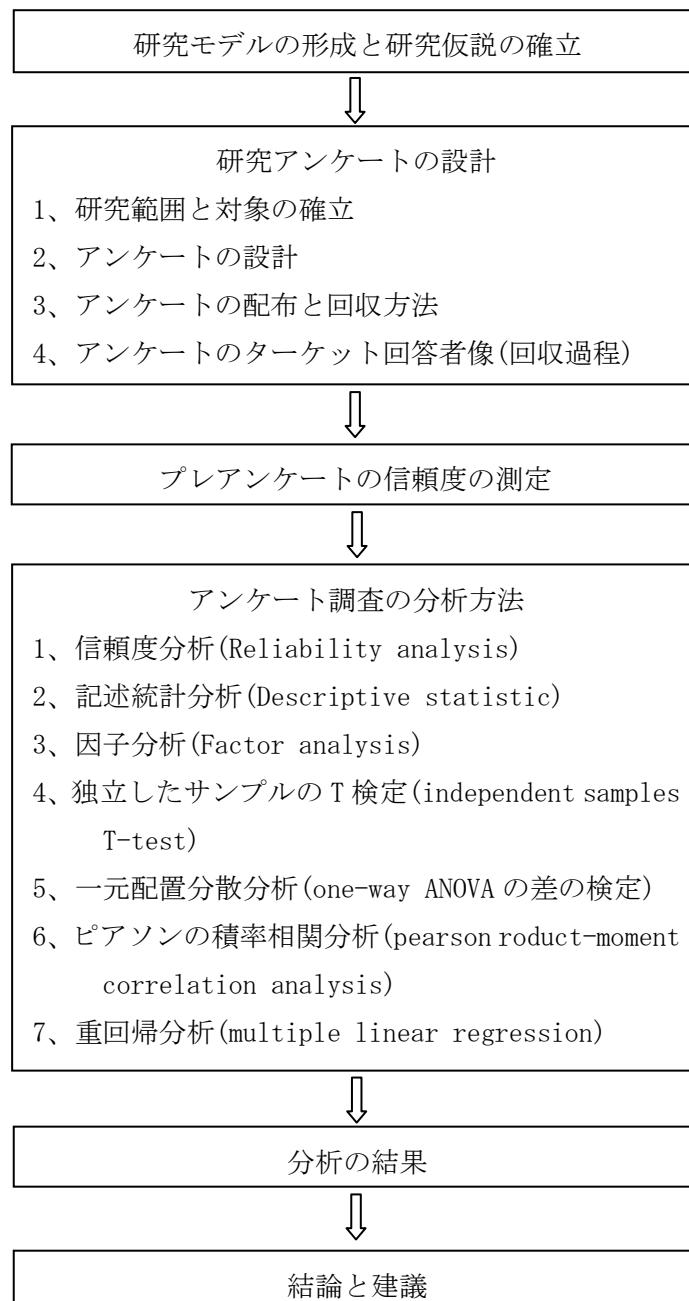 研究モデルの形成と研究仮説の確立
研究アンケートの設計
1、研究範囲と対象の確立
2、アンケートの設計
3、アンケートの配布と回収方法
4、アンケートのターケット回答者像(回収過程)
プレアンケートの信頼度の測定
アンケート調査の分析方法
1、信頼度分析(Reliability analysis)
2、記述統計分析(Descriptive statistic)
3、因子分析(Factor analysis)
4、独立したサンプルの T 検定(independent samples
T-test)
5、一元配置分散分析(one-way ANOVA の差の検定)
6、ピアソンの積率相関分析(pearson roduct-moment
correlation analysis)
7、重回帰分析(multiple linear regression)
分析の結果
結論と建議